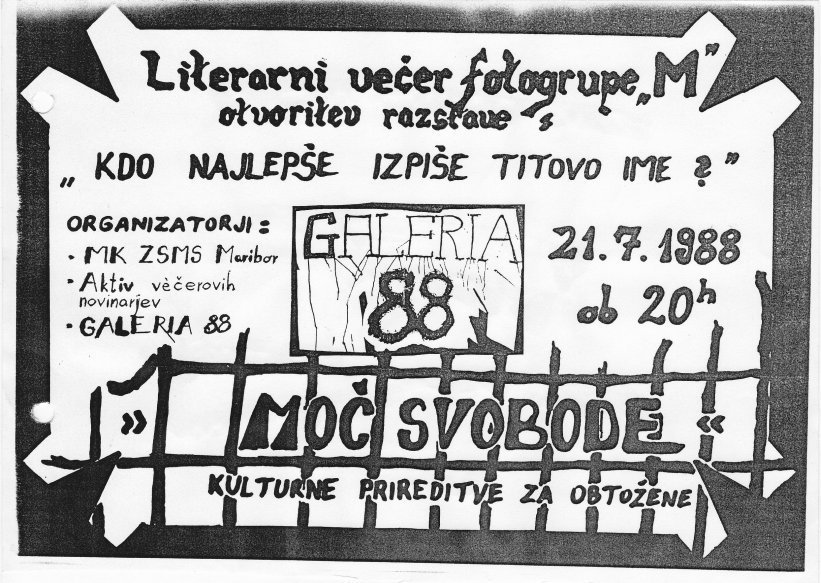 Literarni večer fotogrupe „M”
otvoritev razstave :
„ KDO NAJLEPŠE IZPIŠE TITOVO IME ? ”
ORGANIZATORJI :
· MK ZSMS Maribor
· Aktiv večerovih
novinarjev
· GALERIA 88
GALERIA
88
21. 7. 1988
ob 20h
» MOČ SVOBODE «
KULTURNE PRIREDITVE ZA OBTOŽENE